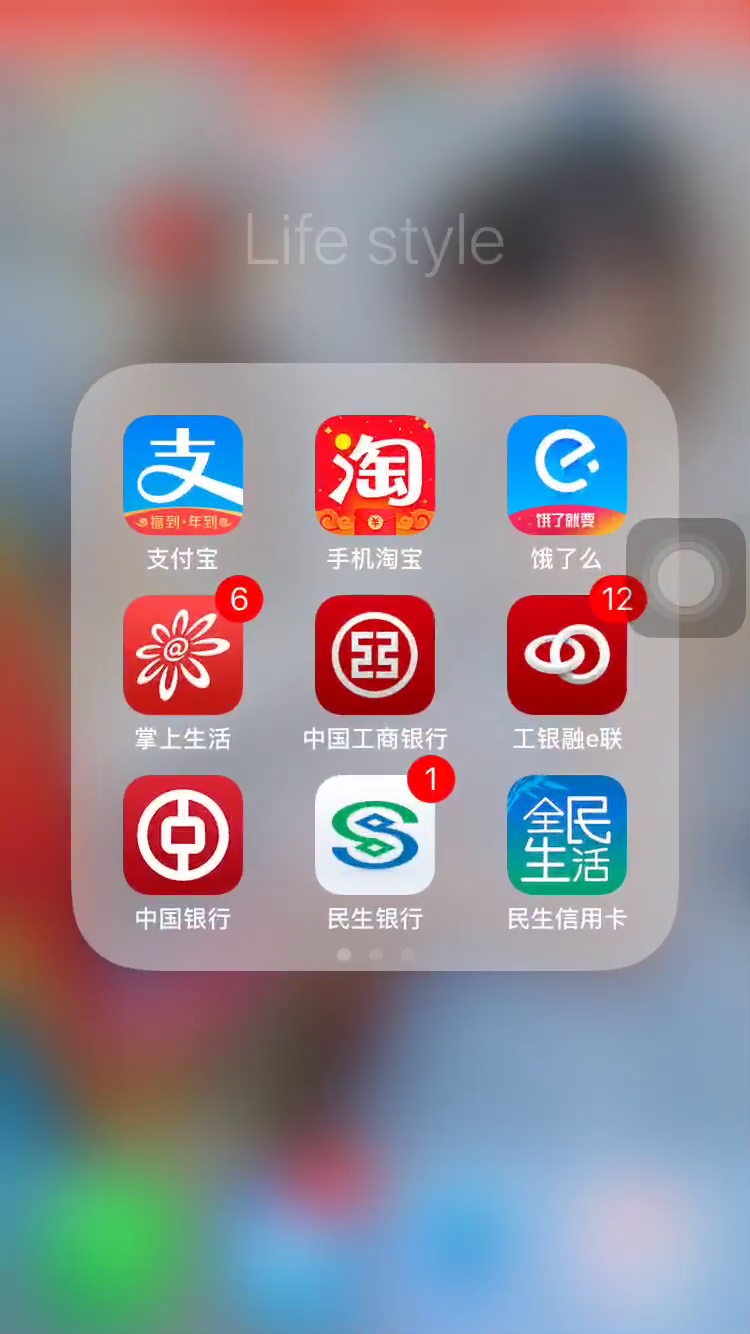 Life style
支
福到·年到
支付宝
淘
手机淘宝
饿了就要
饿了么
6
掌上生活
中国工商银行
12
工银融e联
中国银行
1
民生银行
全民
生活
民生信用卡